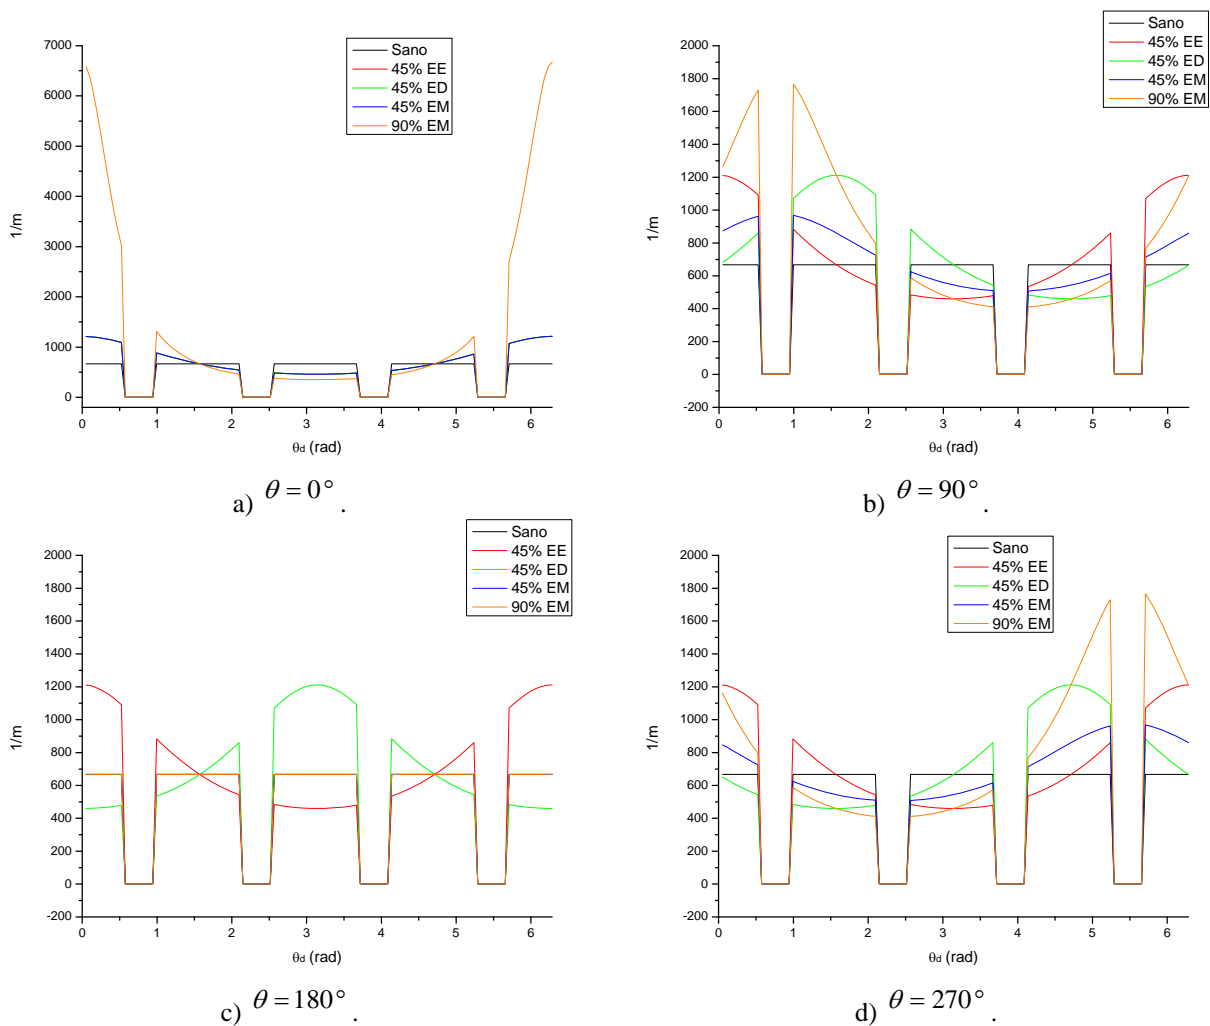 Sano
45% EE
45% ED
45% EM
90% EM
7000
6000
5000
4000
3000
2000
1000
0
1/m
0 1 2 3 4 5 6
θd (rad)
a) θ = 0° .
Sano
45% EE
45% ED
45% EM
90% EM
2000
1800
1600
1400
1200
1000
800
600
400
200
0
-200
1/m
0 1 2 3 4 5 6
θd (rad)
b) θ = 90° .
Sano
45% EE
45% ED
45% EM
90% EM
2000
1800
1600
1400
1200
1000
800
600
400
200
0
-200
1/m
0 1 2 3 4 5 6
θd (rad)
c) θ = 180° .
Sano
45% EE
45% ED
45% EM
90% EM
2000
1800
1600
1400
1200
1000
800
600
400
200
0
-200
1/m
0 1 2 3 4 5 6
θd (rad)
d) θ = 270° .